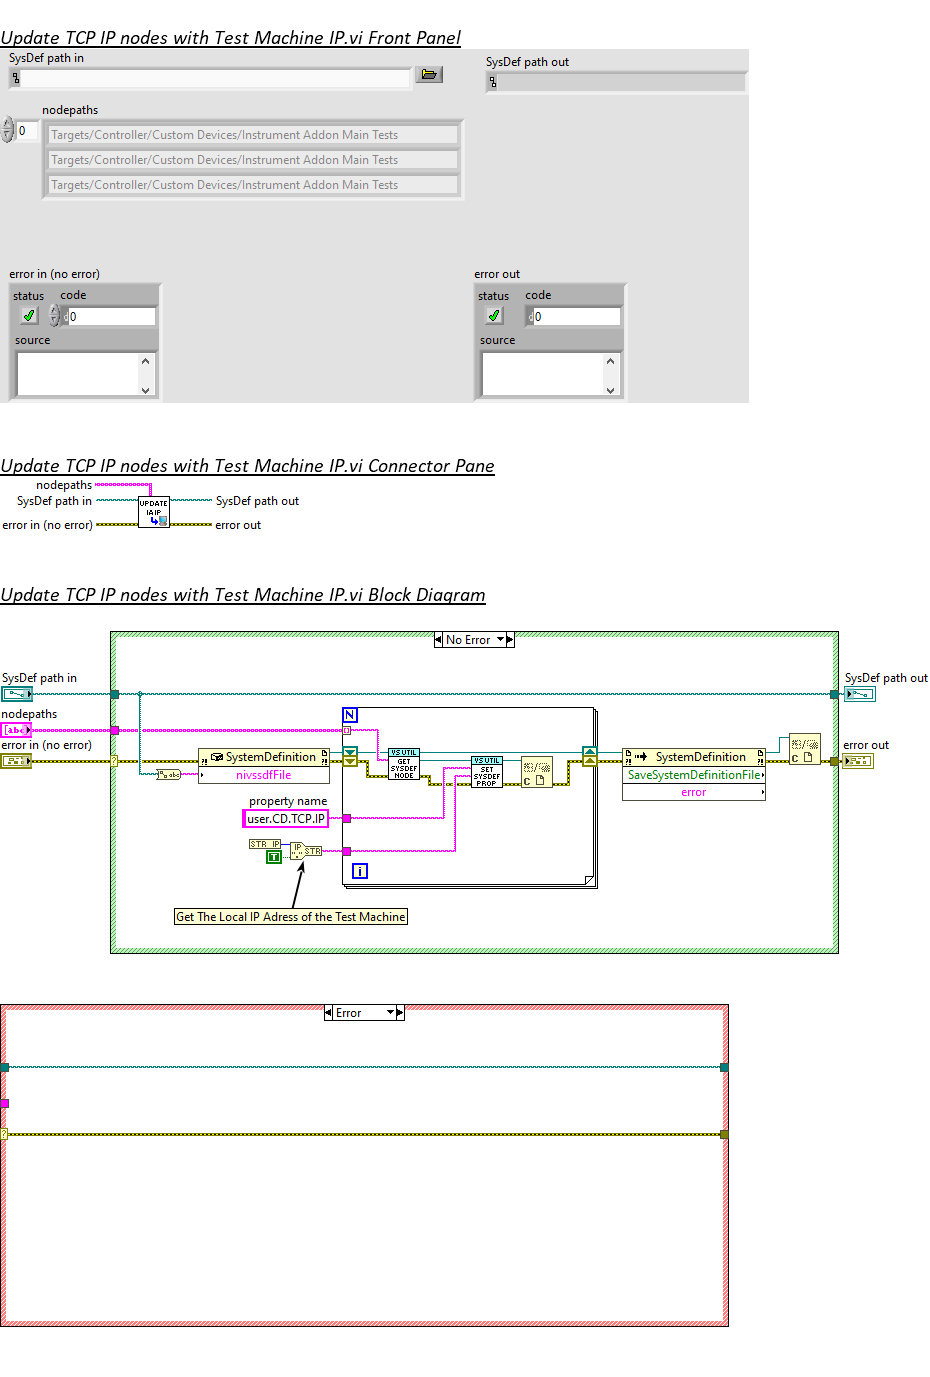 Update TCP IP nodes with Test Machine IP.vi Front Panel
SysDef path in
SysDef path out
nodepaths
0
Targets/Controller/Custom Devices/Instrument Addon Main Tests
Targets/Controller/Custom Devices/Instrument Addon Main Tests
Targets/Controller/Custom Devices/Instrument Addon Main Tests
error in (no error)
error out
status code
d0
source
status code
d0
source
Update TCP IP nodes with Test Machine IP.vi Connector Pane
nodepaths
SysDef path in
UPDATE
IA IP
SysDef path out
error in (no error)
error out
Update TCP IP nodes with Test Machine IP.vi Block Diagram
No Error
SysDef path in
SysDef path out
nodepaths
abc
N
error in (no error)
error out
?
SystemDefinition
nivssdfFile
abc
VS UTIL
GET
SYSDEF
NODE
VS UTIL
SET
SYSDEF
PROP
C
SystemDefinition
SaveSystemDefinitionFile
error
C
property name
user.CD.TCP.IP
STR IP
T
IP
STR
i
Get The Local IP Adress of the Test Machine
Error
?